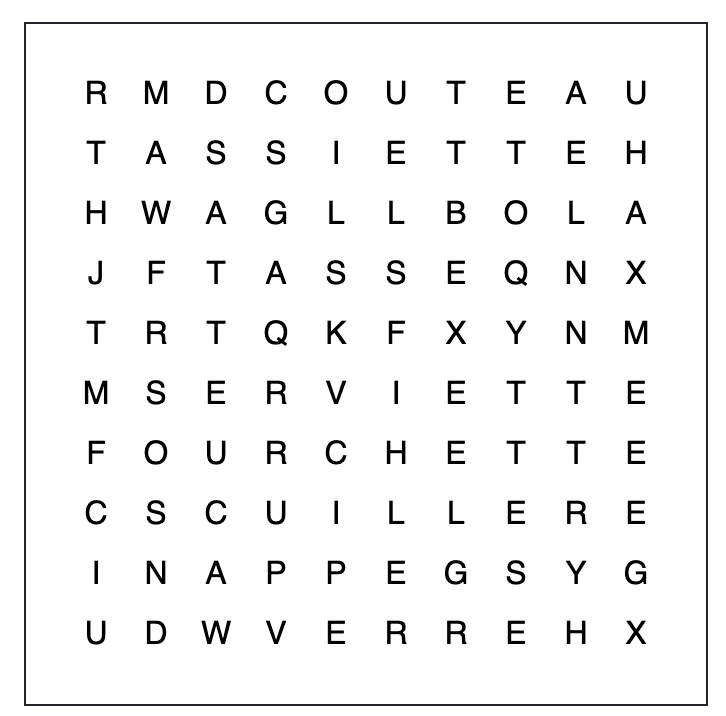 R M D C O U T E A U
T A S S I E T T E H
H W A G L L B O L A
J F T A S S E Q N X
T R T Q K F X Y N M
M S E R V I E T T E
F O U R C H E T T E
C S C U I L L E R E
I N A P P E G S Y G
U D W V E R R E H X